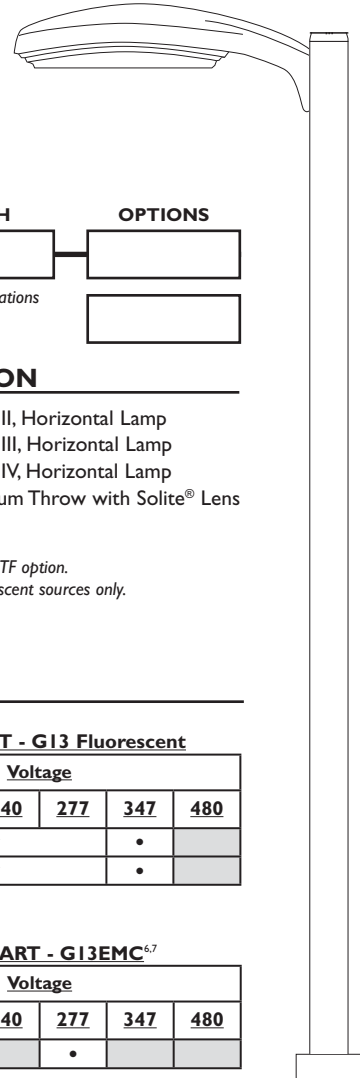 H OPTIONS
ations
ON
II, Horizontal Lamp
III, Horizontal Lamp
IV, Horizontal Lamp
um Throw with Solite® Lens
TF option.
scent sources only.
T - G13 Fluorescent
Voltage
40 277 347 480
•
•
ART - G13EMC6,7
Voltage
40 277 347 480
•